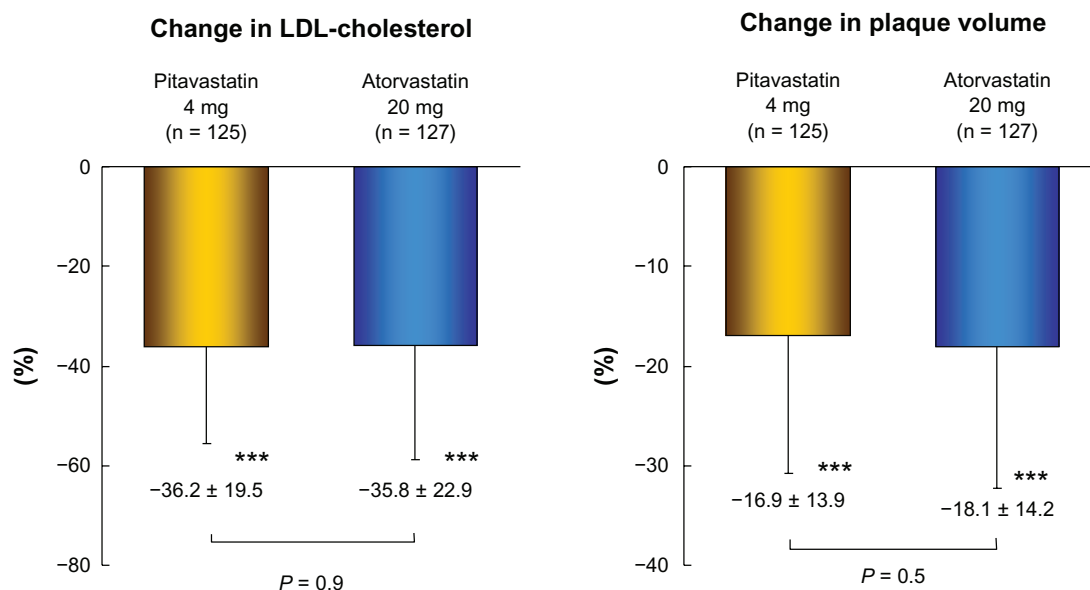 Change in LDL-cholesterol
Pitavastatin
4 mg
(n = 125)
Atorvastatin
20 mg
(n = 127)
0
−20
−40
−60
−80
(%)
***
***
−36.2 ± 19.5
−35.8 ± 22.9
P = 0.9
Change in plaque volume
Pitavastatin
4 mg
(n = 125)
Atorvastatin
20 mg
(n = 127)
0
−10
−20
−30
−40
(%)
***
***
−16.9 ± 13.9
−18.1 ± 14.2
P = 0.5